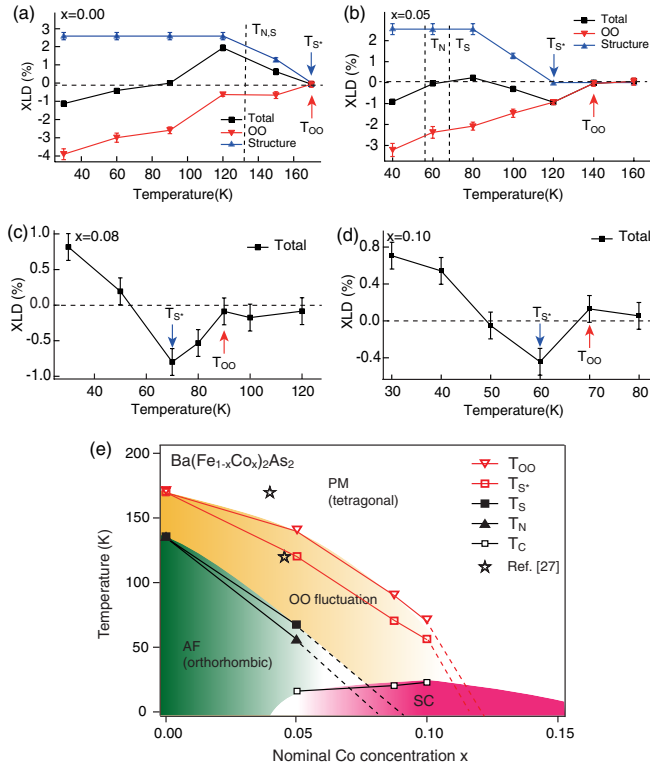 (a) x=0.00
3
2
1
0
-1
-2
-3
-4
XLD (%)
T_N,S
T_S*
T_OO
Total
OO
Structure
40 60 80 100 120 140 160
Temperature(K)
(b) x=0.05
2
1
0
-1
-2
-3
XLD (%)
Total
OO
Structure
T_N T_S
T_S*
T_OO
40 60 80 100 120 140 160
Temperature(K)
(c) x=0.08
1.0
0.5
0.0
-0.5
-1.0
XLD (%)
Total
T_S*
T_OO
40 60 80 100 120
Temperature(K)
(d) x=0.10
0.8
0.4
0.0
-0.4
XLD (%)
Total
T_S*
T_OO
30 40 50 60 70 80
Temperature(K)
(e)
200
150
100
50
0
Temperature (K)
Ba(Fe1-xCox)2As2
PM
(tetragonal)
OO fluctuation
AF
(orthorhombic)
SC
T_OO
T_S*
T_S
T_N
T_C
Ref. [27]
0.00 0.05 0.10 0.15
Nominal Co concentration x